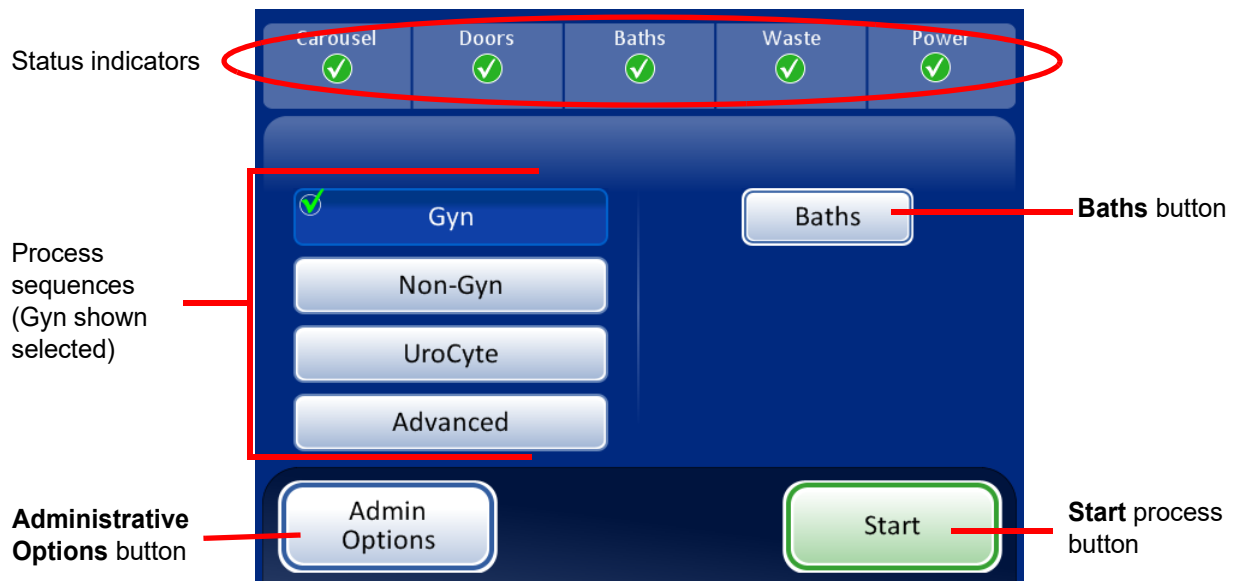 Status indicators
Carousel
Doors
Baths
Waste
Power
Process
sequences
(Gyn shown
selected)
Gyn
Non-Gyn
UroCyte
Advanced
Baths
Baths button
Administrative
Options button
Admin
Options
Start
Start process
button